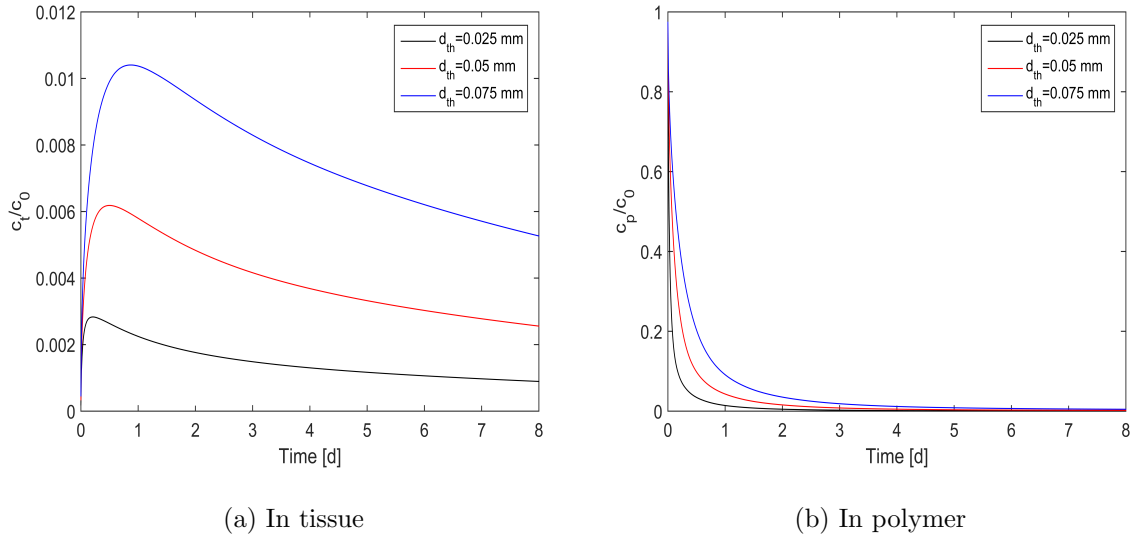 0.012
0.01
0.008
0.006
0.004
0.002
0
c_t/c_0
d_th=0.025 mm
d_th=0.05 mm
d_th=0.075 mm
0 1 2 3 4 5 6 7 8
Time [d]
(a) In tissue
1
0.8
0.6
0.4
0.2
0
c_p/c_0
d_th=0.025 mm
d_th=0.05 mm
d_th=0.075 mm
0 1 2 3 4 5 6 7 8
Time [d]
(b) In polymer